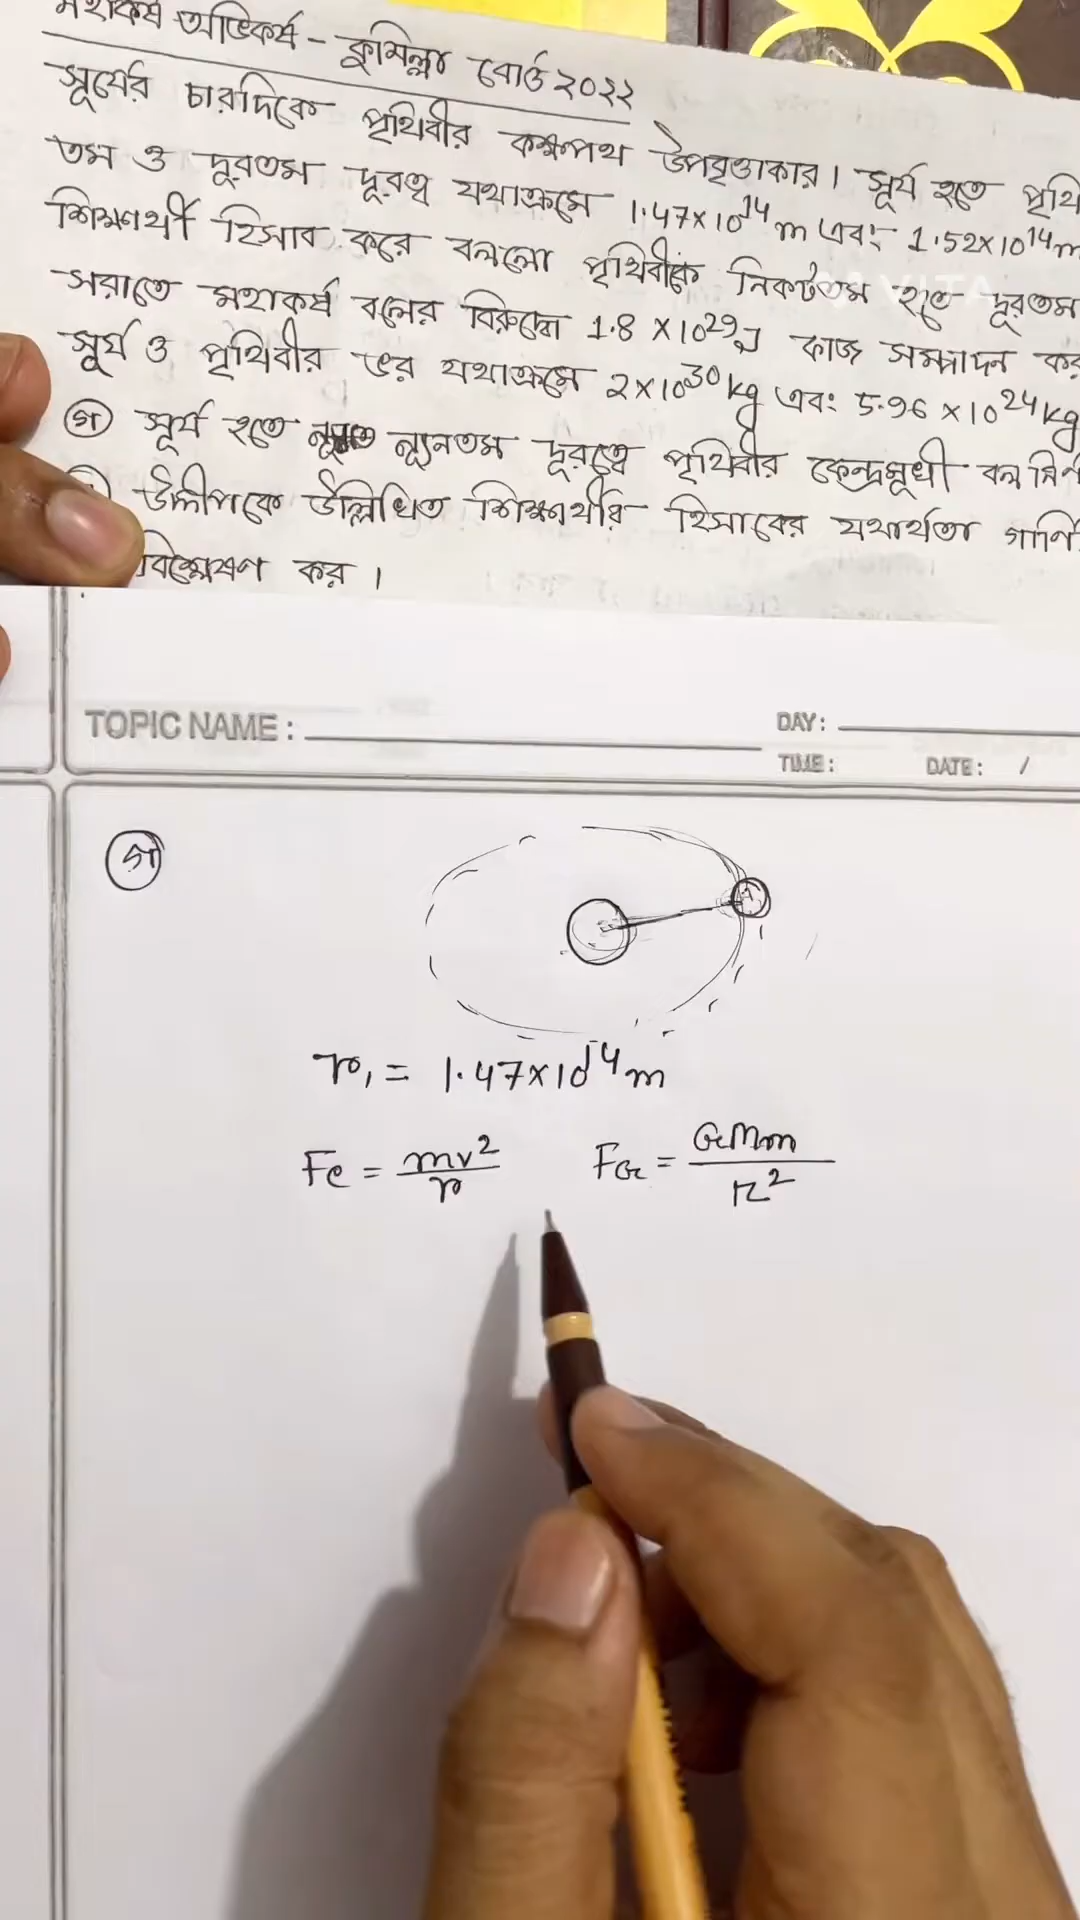 মহাকর্ষ অভিকর্ষ - কুমিল্লা বোর্ড ২০২২
সূর্যের চারদিকে পৃথিবীর কক্ষপথ উপবৃত্তাকার। সূর্য হতে পৃথি
তম ও দূরতম দূরত্ব যথাক্রমে 1.47×10¹⁴ m এবং 1.52×10¹⁴ m
শিক্ষার্থী হিসাব করে বললো পৃথিবীকে নিকটতম হতে দূরতম
সরাতে মহাকর্ষ বলের বিরুদ্ধে 1.8 ×10²⁹J কাজ সম্পাদন কর
সূর্য ও পৃথিবীর ভর যথাক্রমে 2×10³⁰ kg এবং 5.96 ×10²⁴ kg
গ সূর্য হতে ন্যূনতম দূরত্বে পৃথিবীর কেন্দ্রমূখী বল নির্ণ
উদ্দীপকে উল্লিখিত শিক্ষার্থীর হিসাবের যথার্থতা গাণি
বিশ্লেষণ কর।
TOPIC NAME :
DAY :
TIME :
DATE : /
গ
r₁ = 1.47×10¹⁴ m
Fc = mv²/r FG = GMm/r²